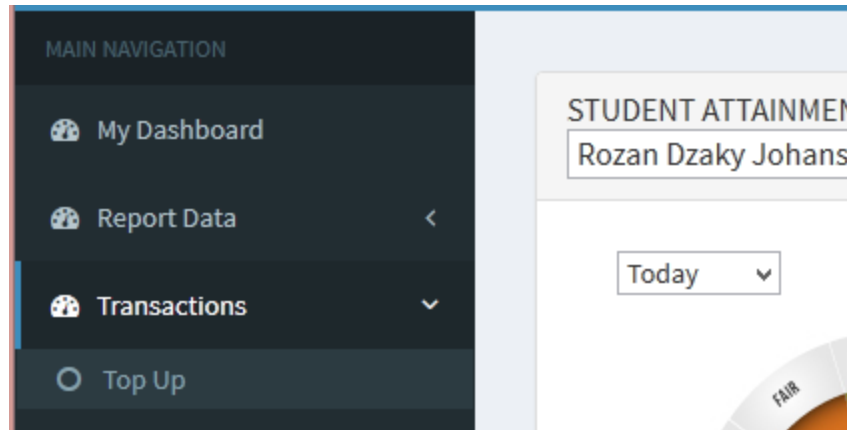 MAIN NAVIGATION
My Dashboard
Report Data
Transactions
Top Up
STUDENT ATTAINMEN
Rozan Dzaky Johans
Today
FAIR